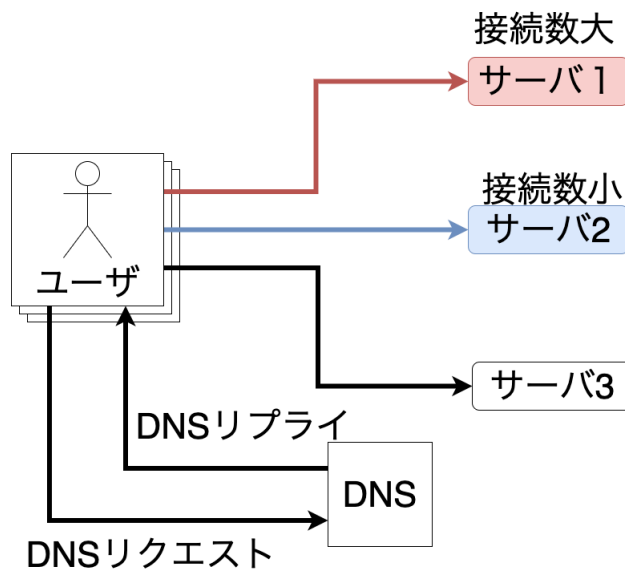 接続数大
サーバ1
接続数小
サーバ2
ユーザ
サーバ3
DNSリプライ
DNS
DNSリクエスト